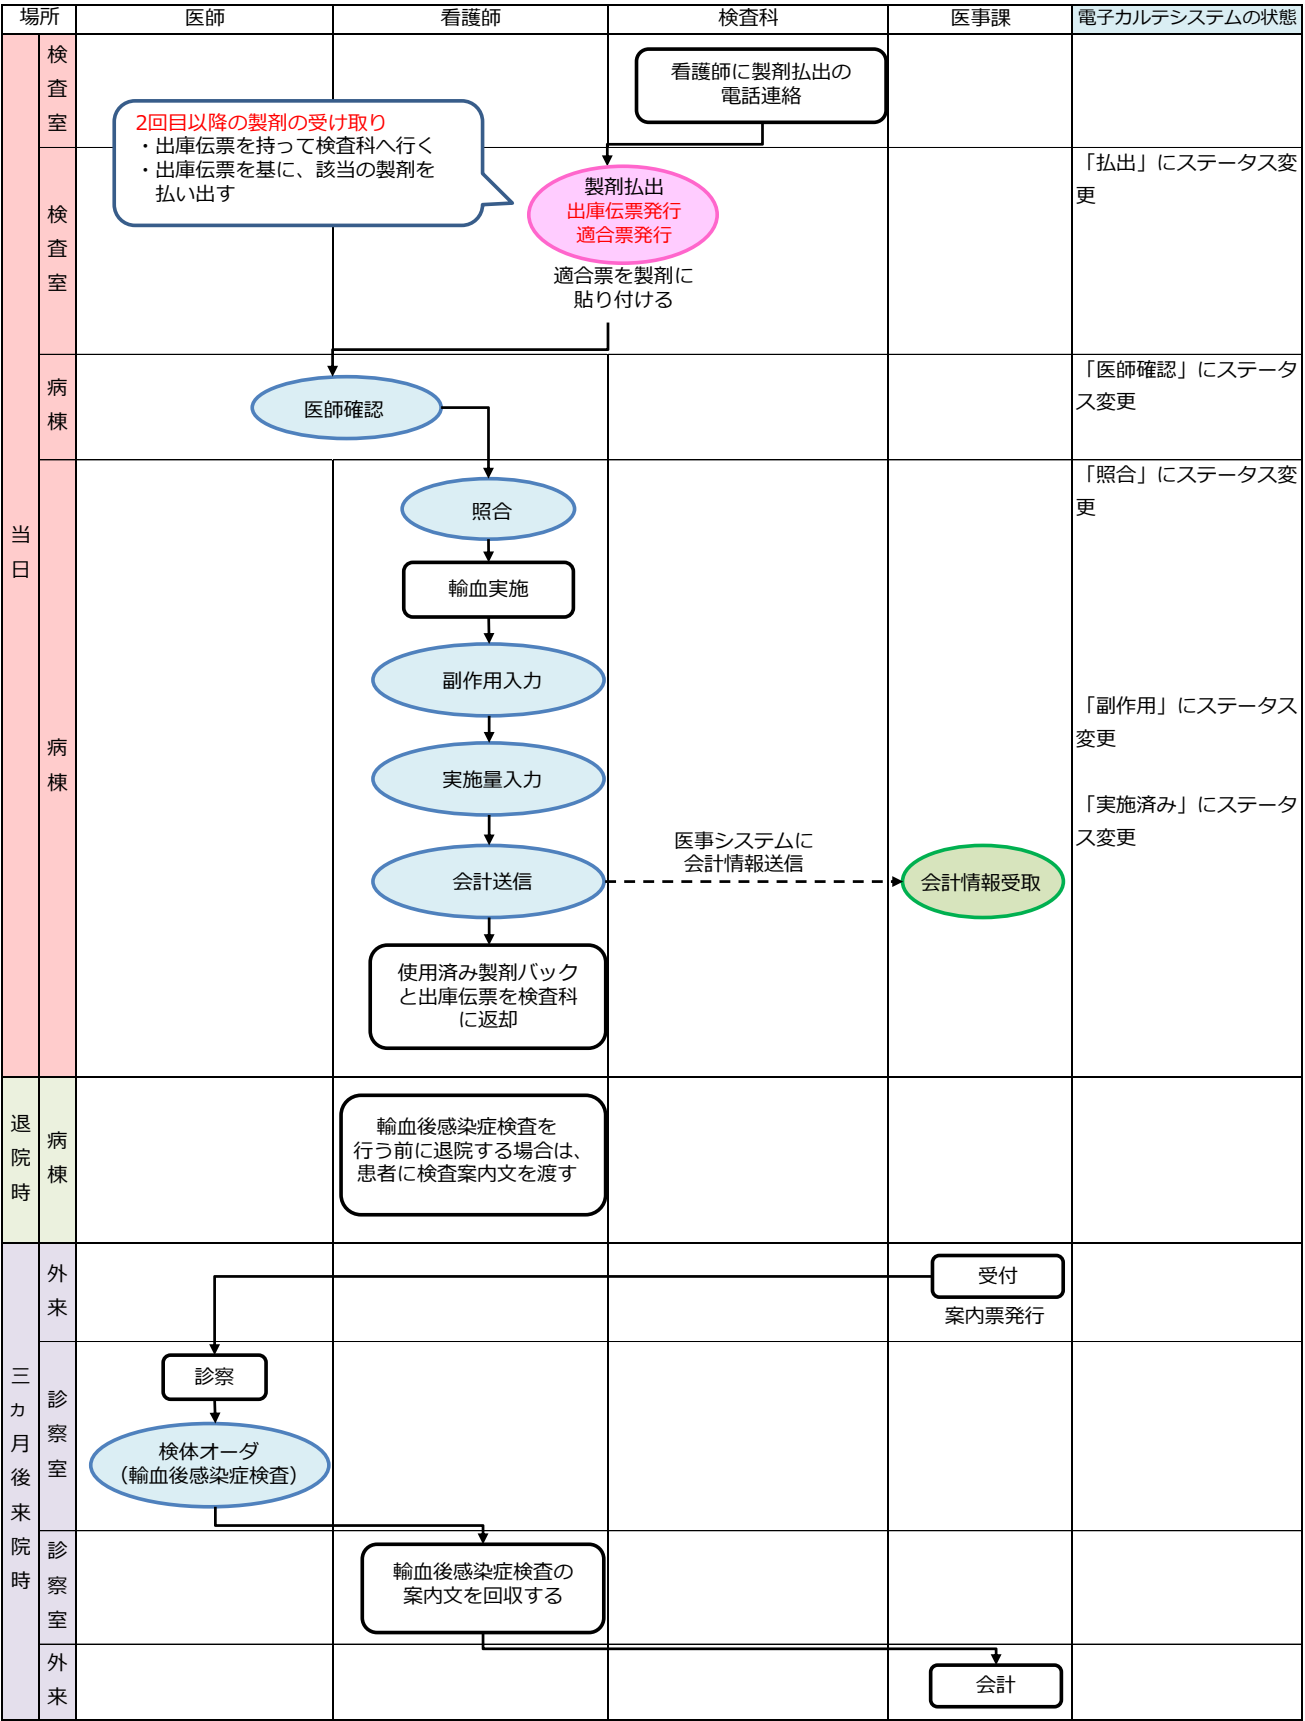 場所 医師 看護師 検査科 医事課 電子カルテシステムの状態
当日
検査室
看護師に製剤払出の
電話連絡
2回目以降の製剤の受け取り
・出庫伝票を持って検査科へ行く
・出庫伝票を基に、該当の製剤を
払い出す
検査室
製剤払出
出庫伝票発行
適合票発行
適合票を製剤に
貼り付ける
「払出」にステータス変
更
病棟
医師確認
「医師確認」にステータ
ス変更
病棟
照合
「照合」にステータス変
更
輸血実施
副作用入力
「副作用」にステータス
変更
実施量入力
「実施済み」にステータ
ス変更
会計送信
医事システムに
会計情報送信
会計情報受取
使用済み製剤バック
と出庫伝票を検査科
に返却
退院時
病棟
輸血後感染症検査を
行う前に退院する場合は、
患者に検査案内文を渡す
三ヵ月後来院時
外来
受付
案内票発行
診察室
診察
検体オーダ
（輸血後感染症検査）
診察室
輸血後感染症検査の
案内文を回収する
外来
会計